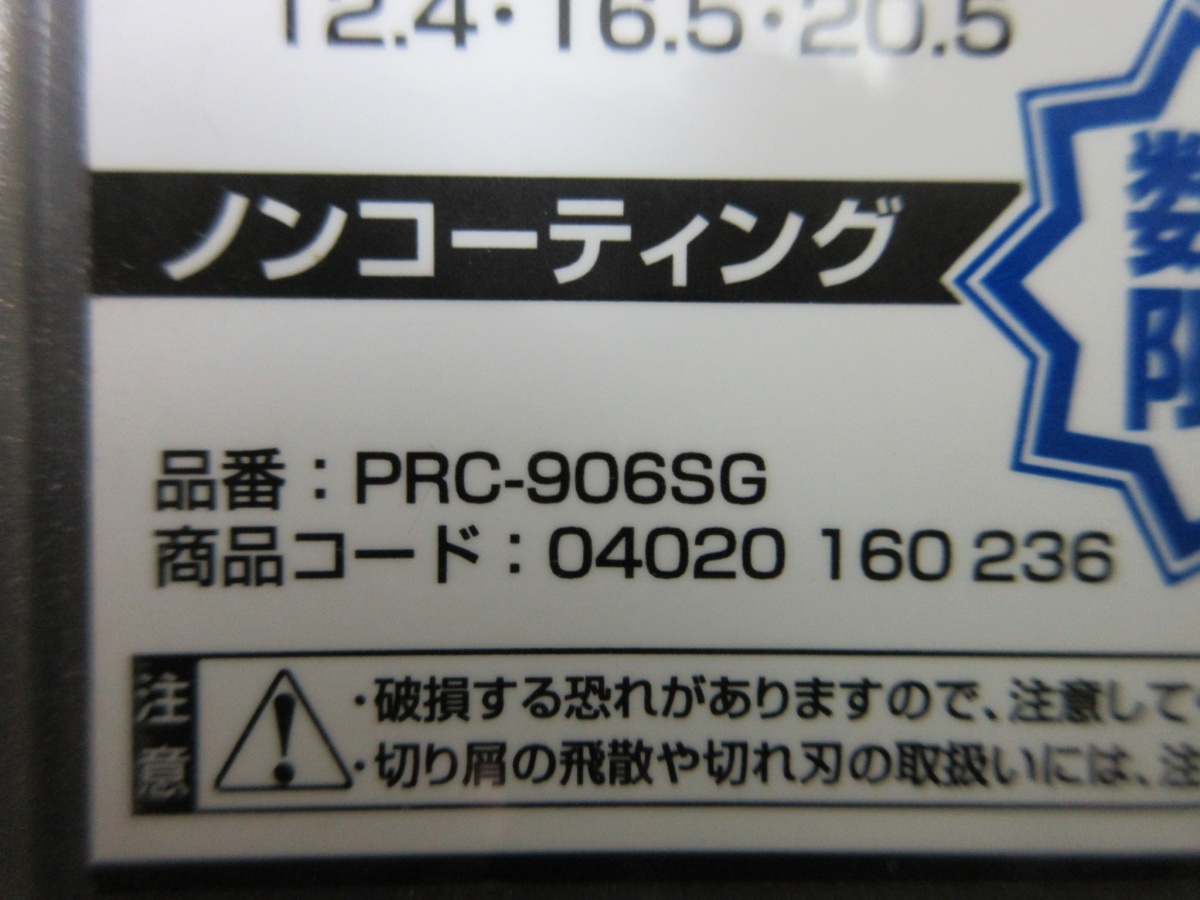 12.4・16.5・20.5
ノンコーティング
数
限
品番：PRC-906SG
商品コード：04020 160 236
注意
・破損する恐れがありますので、注意して
・切り屑の飛散や切れ刃の取扱いには、注